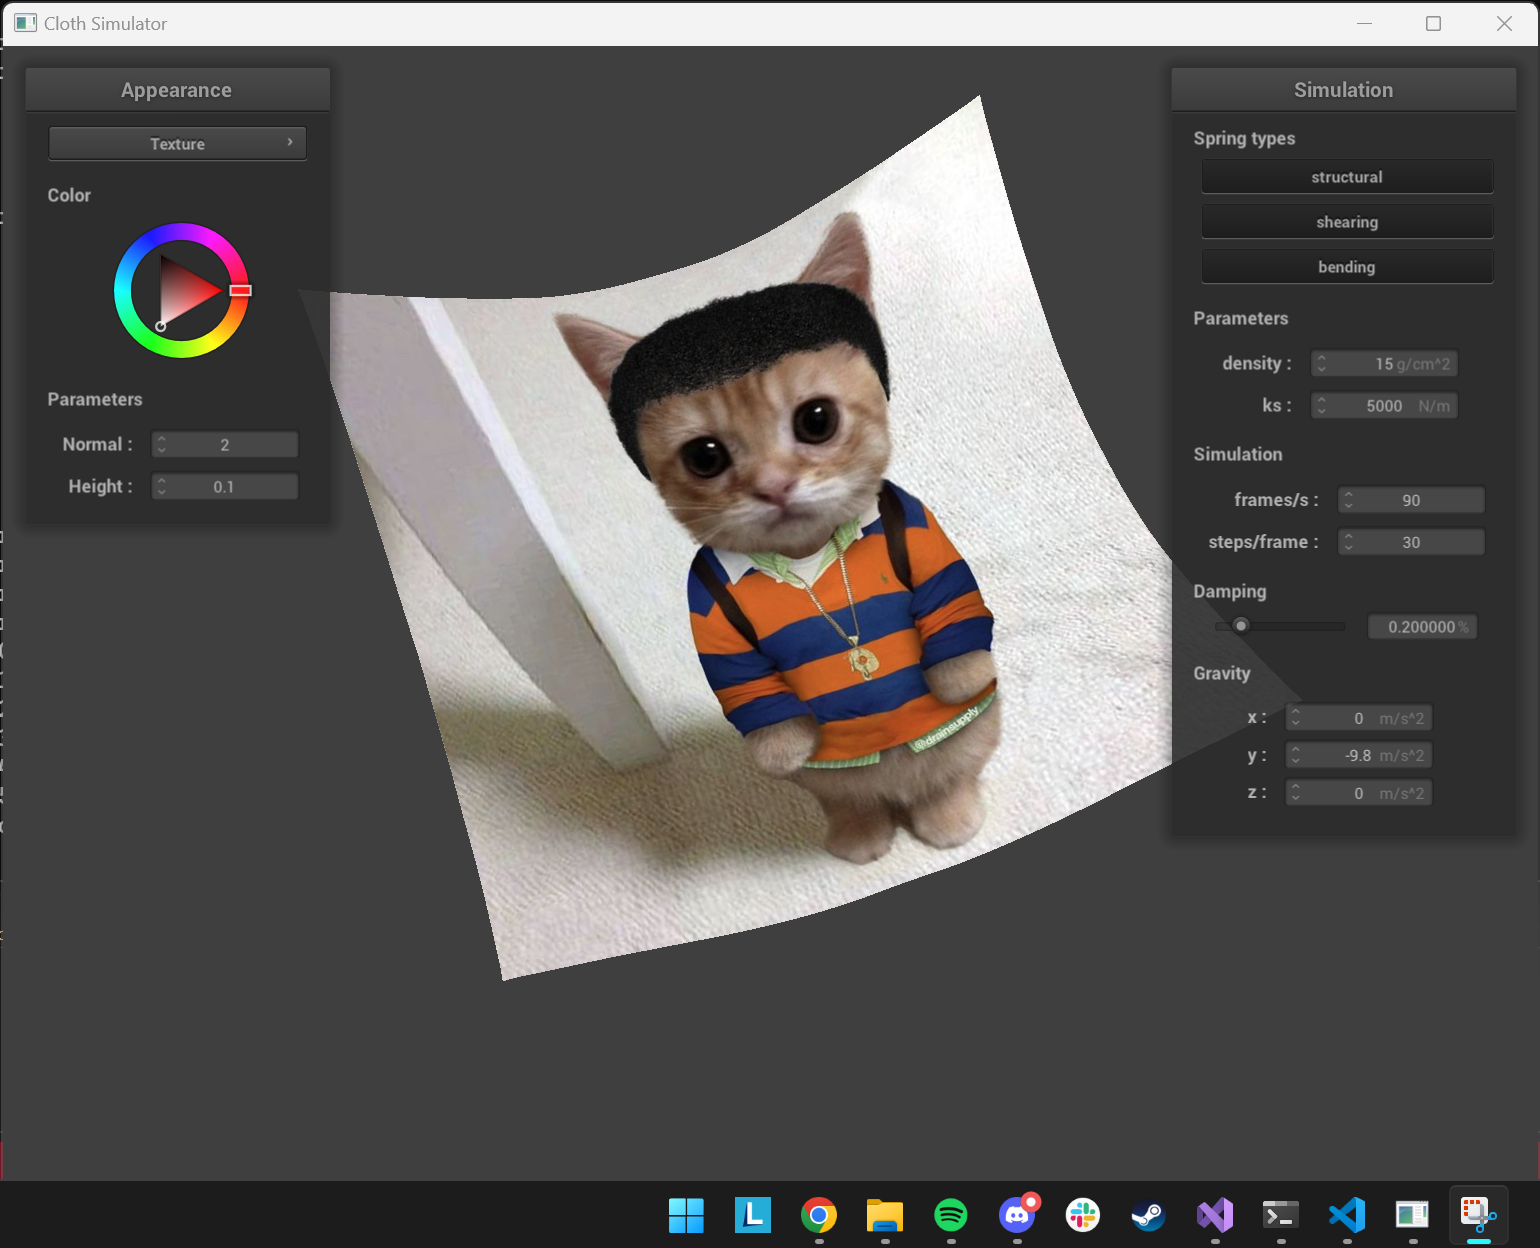 Cloth Simulator
Appearance
Texture
Color
Parameters
Normal : 2
Height : 0.1
Simulation
Spring types
structural
shearing
bending
Parameters
density : 15 g/cm^2
ks : 5000 N/m
Simulation
frames/s : 90
steps/frame : 30
Damping
0.200000 %
Gravity
x : 0 m/s^2
y : -9.8 m/s^2
z : 0 m/s^2
@drainsupply
L